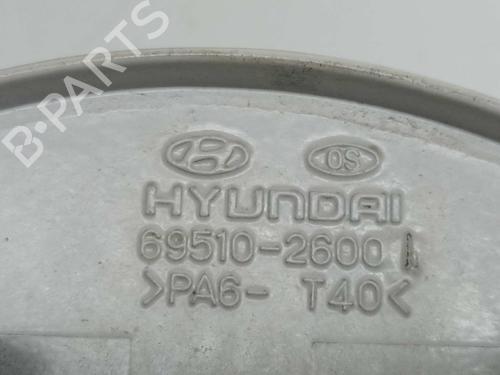 B-PARTS
OS
HYUNDAI
69510-2600
>PA6- T40<